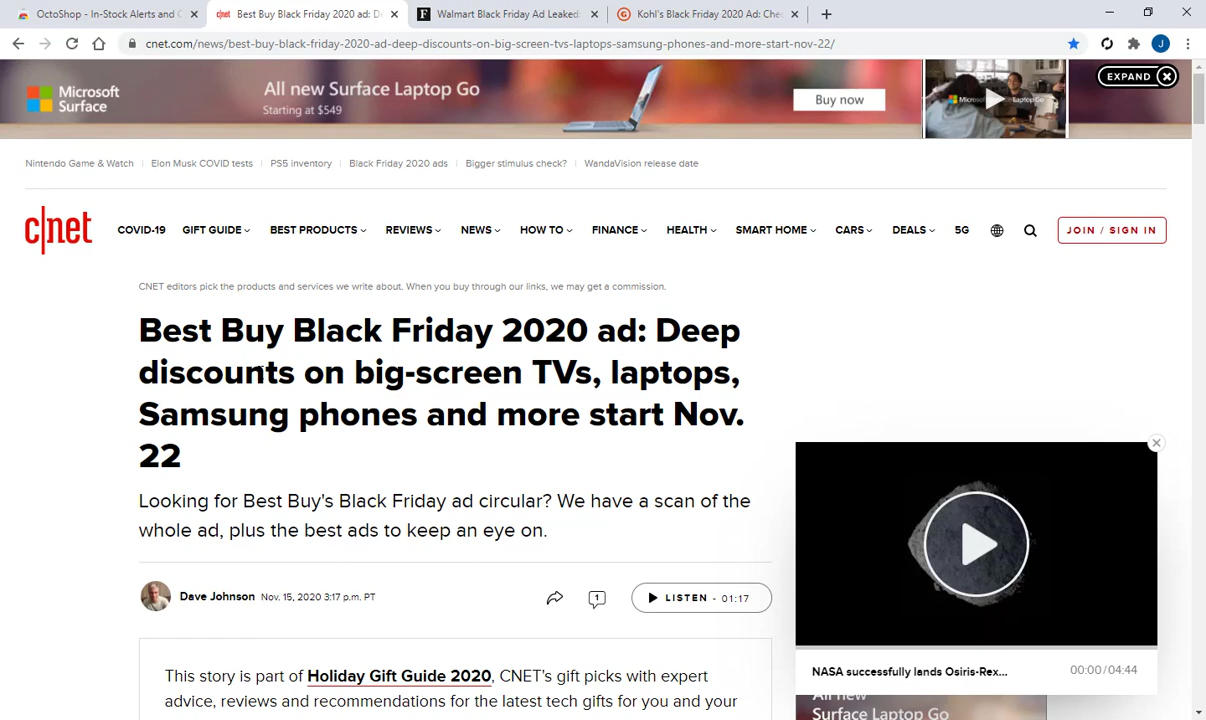 OctoShop - In-Stock Alerts and C
cnet Best Buy Black Friday 2020 ad: D
Walmart Black Friday Ad Leaked:
Kohl's Black Friday 2020 Ad: Che
cnet.com/news/best-buy-black-friday-2020-ad-deep-discounts-on-big-screen-tvs-laptops-samsung-phones-and-more-start-nov-22/
J
Microsoft
Surface
All new Surface Laptop Go
Starting at $549
Buy now
EXPAND
Nintendo Game & Watch Elon Musk COVID tests PS5 inventory Black Friday 2020 ads Bigger stimulus check? WandaVision release date
c|net COVID-19 GIFT GUIDE BEST PRODUCTS REVIEWS NEWS HOW TO FINANCE HEALTH SMART HOME CARS DEALS 5G JOIN / SIGN IN
CNET editors pick the products and services we write about. When you buy through our links, we may get a commission.
Best Buy Black Friday 2020 ad: Deep
discounts on big-screen TVs, laptops,
Samsung phones and more start Nov.
22
Looking for Best Buy's Black Friday ad circular? We have a scan of the
whole ad, plus the best ads to keep an eye on.
Dave Johnson Nov. 15, 2020 3:17 p.m. PT
1
LISTEN - 01:17
This story is part of Holiday Gift Guide 2020, CNET's gift picks with expert
advice, reviews and recommendations for the latest tech gifts for you and your
NASA successfully lands Osiris-Rex... 00:00/04:44
All new
Surface Laptop Go